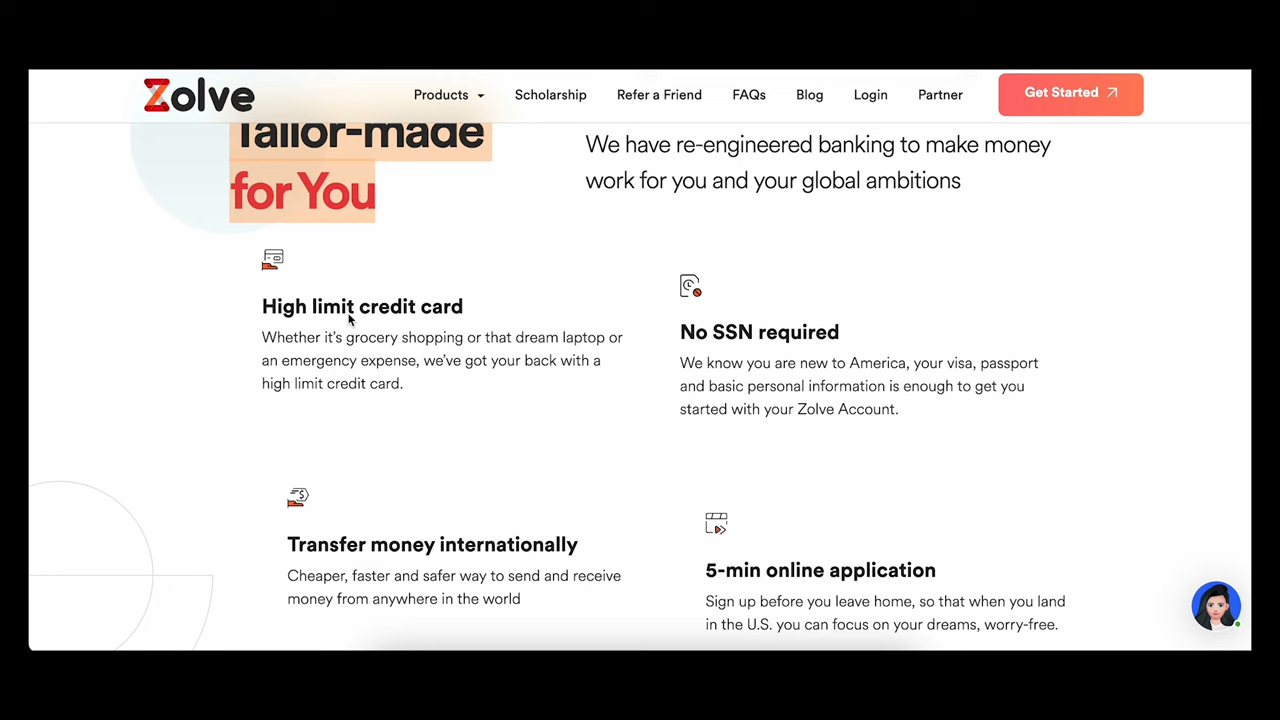 Zolve
Products
Scholarship
Refer a Friend
FAQs
Blog
Login
Partner
Get Started
Tailor-made
for You
We have re-engineered banking to make money
work for you and your global ambitions
High limit credit card
Whether it's grocery shopping or that dream laptop or
an emergency expense, we've got your back with a
high limit credit card.
No SSN required
We know you are new to America, your visa, passport
and basic personal information is enough to get you
started with your Zolve Account.
Transfer money internationally
Cheaper, faster and safer way to send and receive
money from anywhere in the world
5-min online application
Sign up before you leave home, so that when you land
in the U.S. you can focus on your dreams, worry-free.